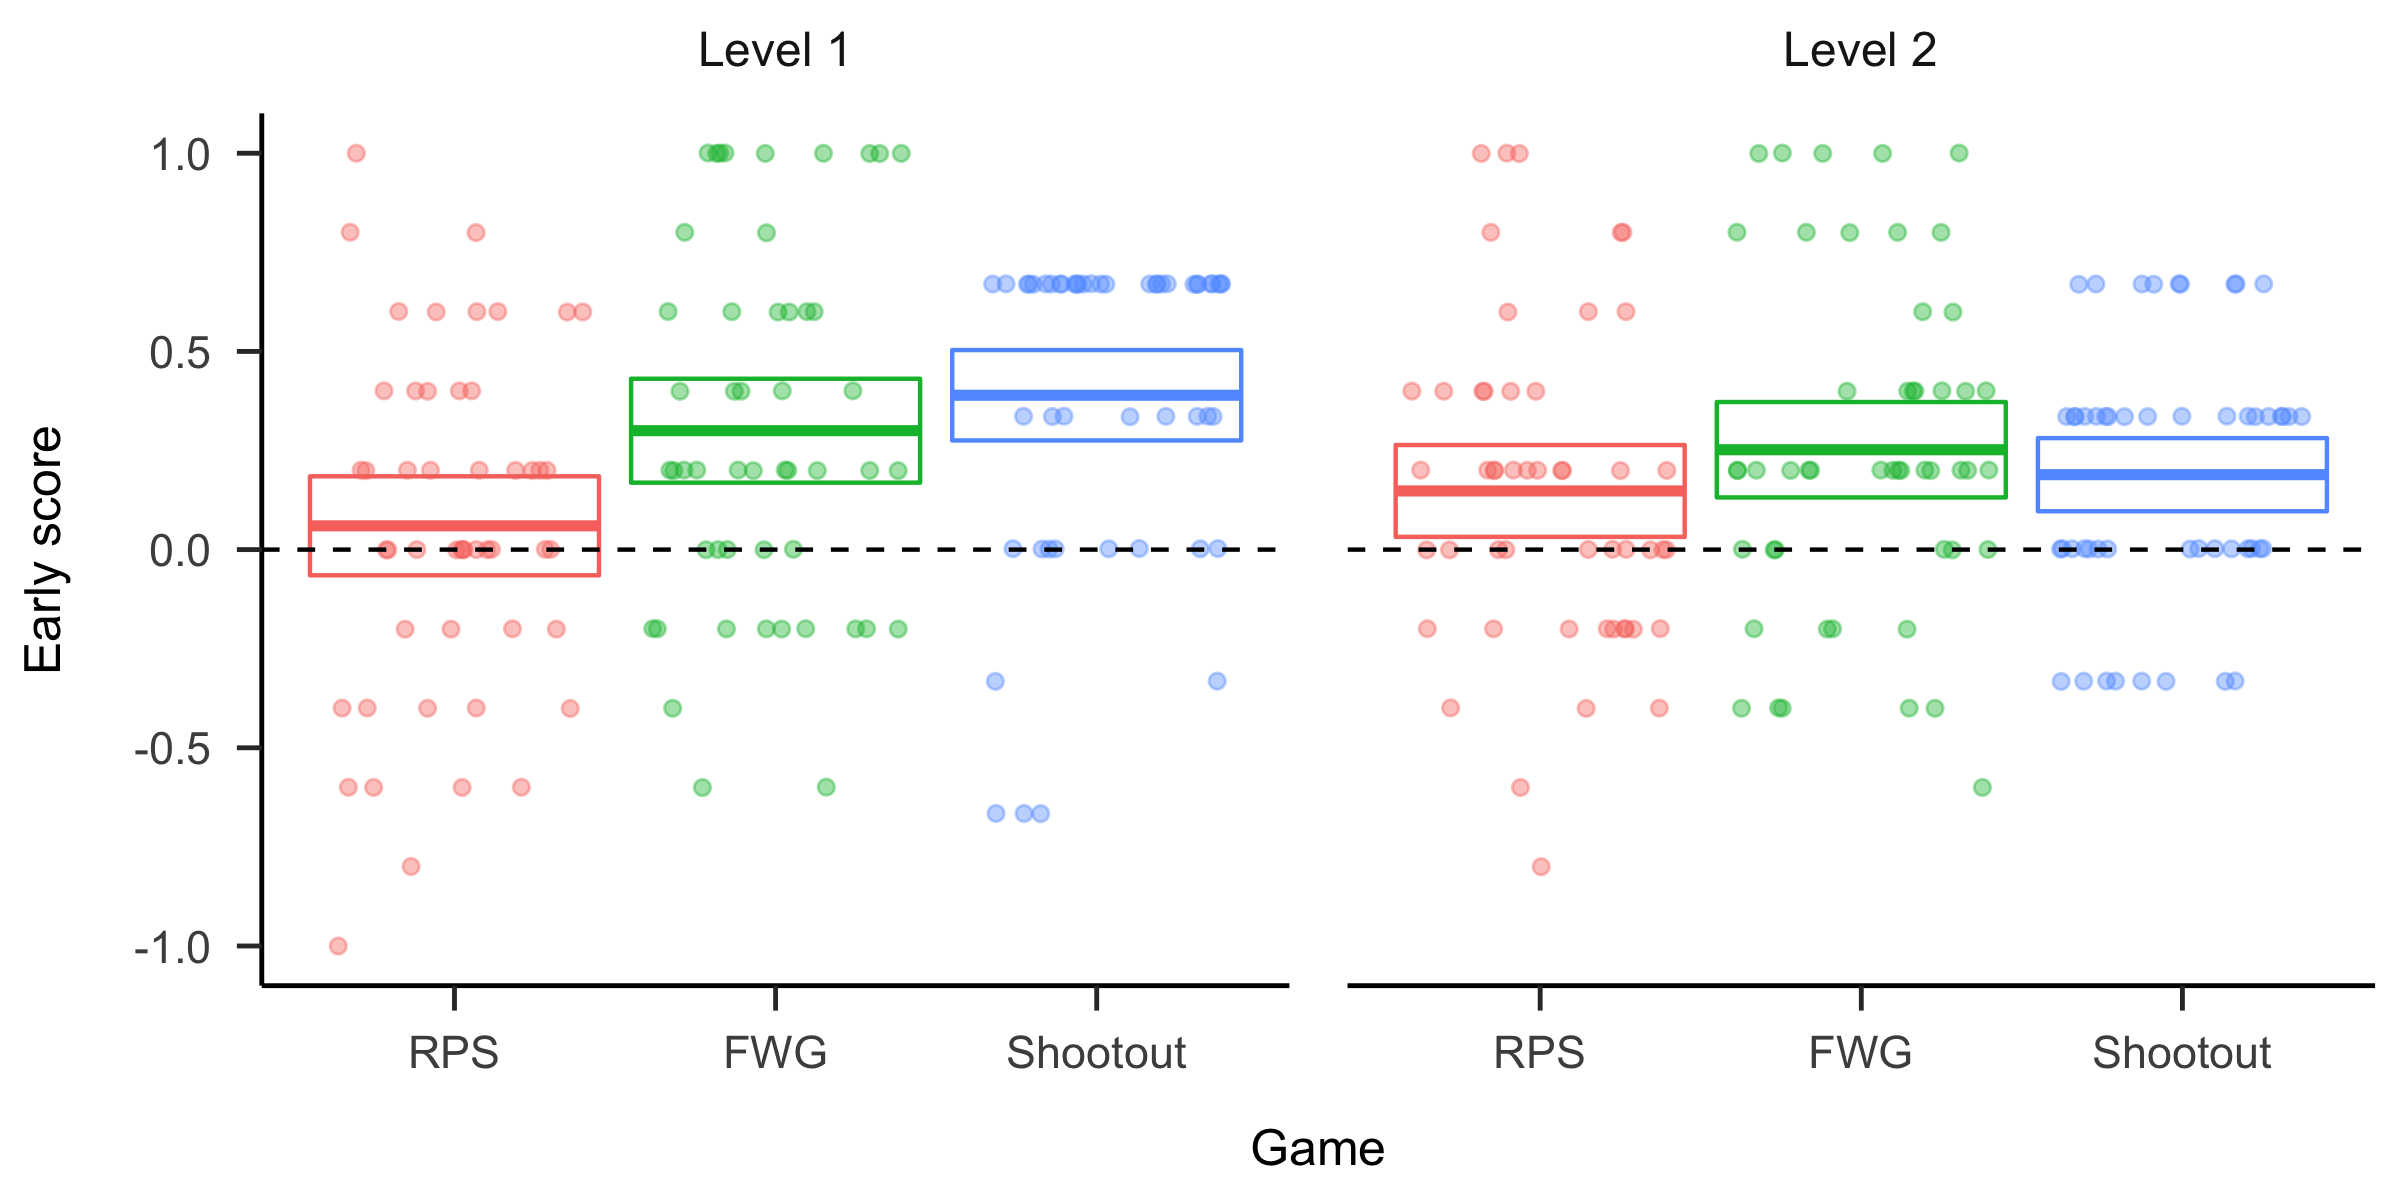 Level 1
Level 2
Early score
1.0
0.5
0.0
-0.5
-1.0
RPS
FWG
Shootout
RPS
FWG
Shootout
Game